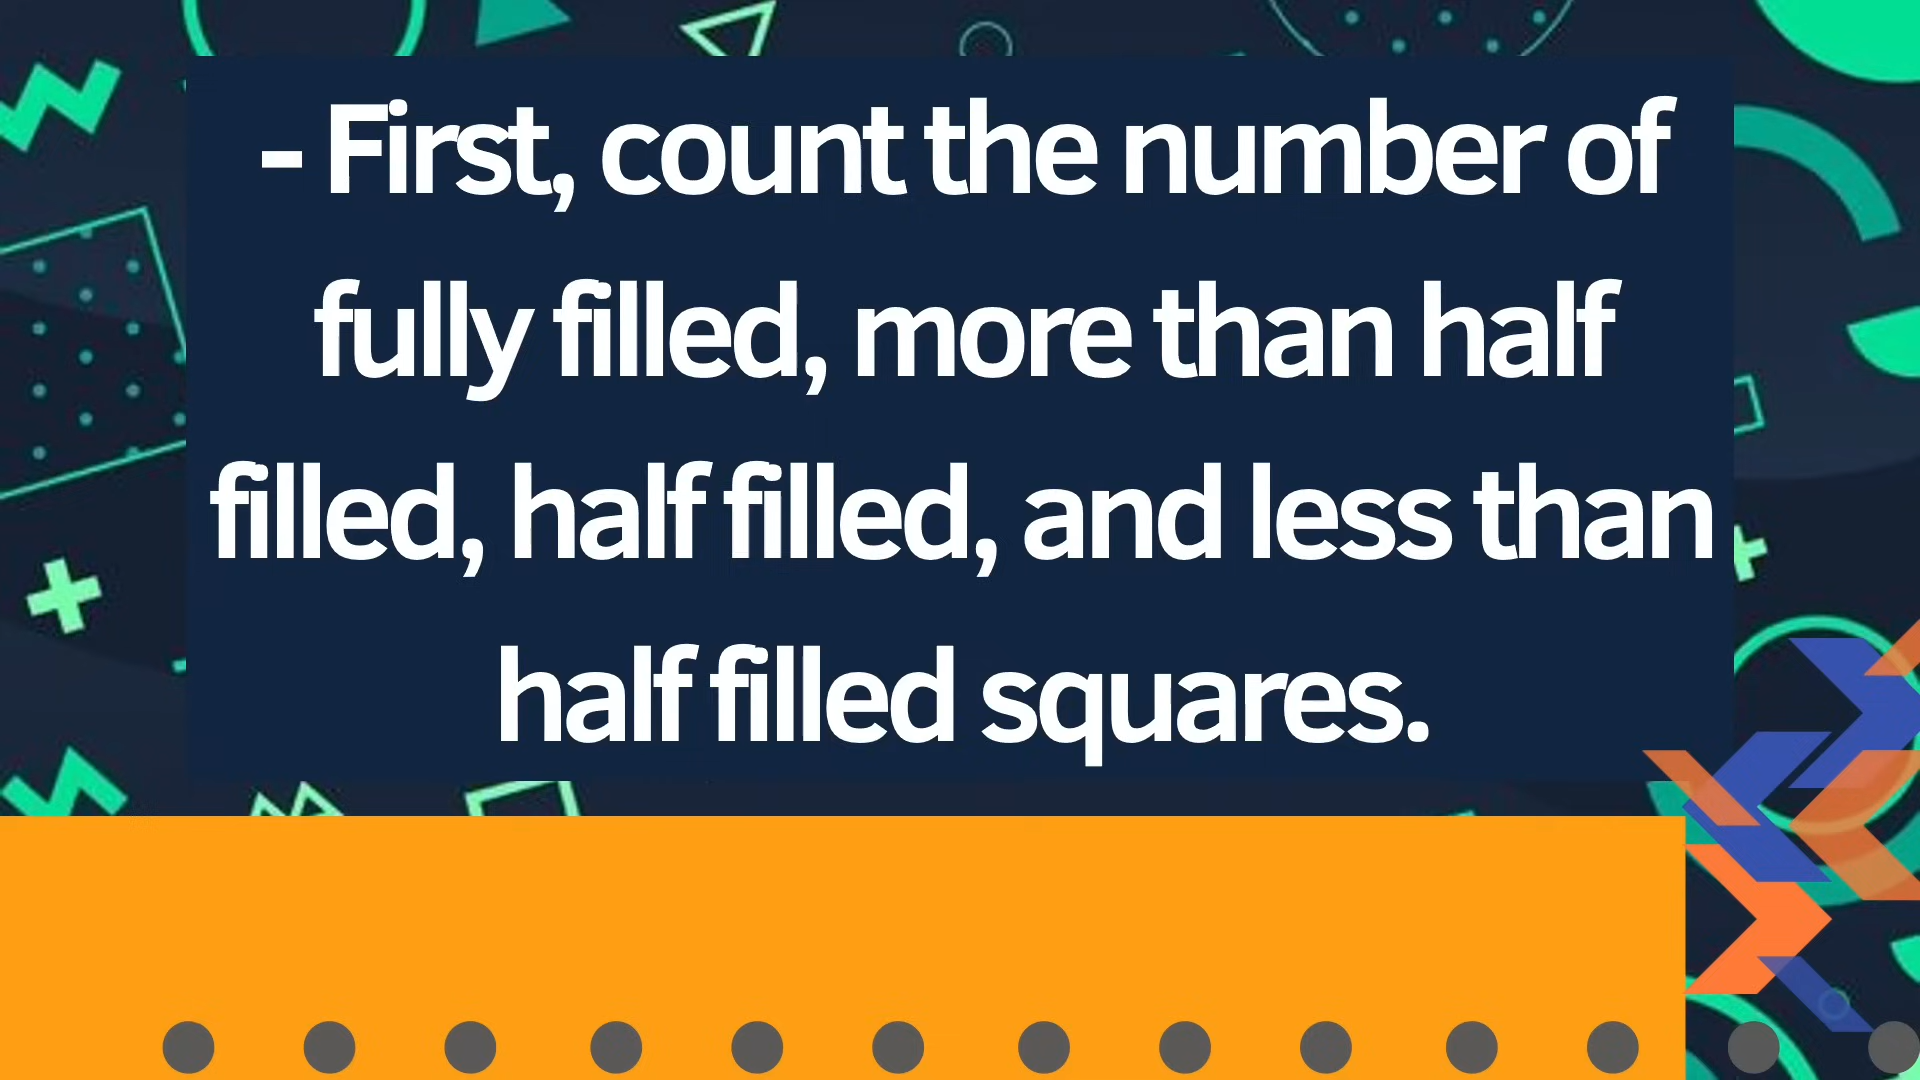 - First, count the number of
fully filled, more than half
filled, half filled, and less than
half filled squares.